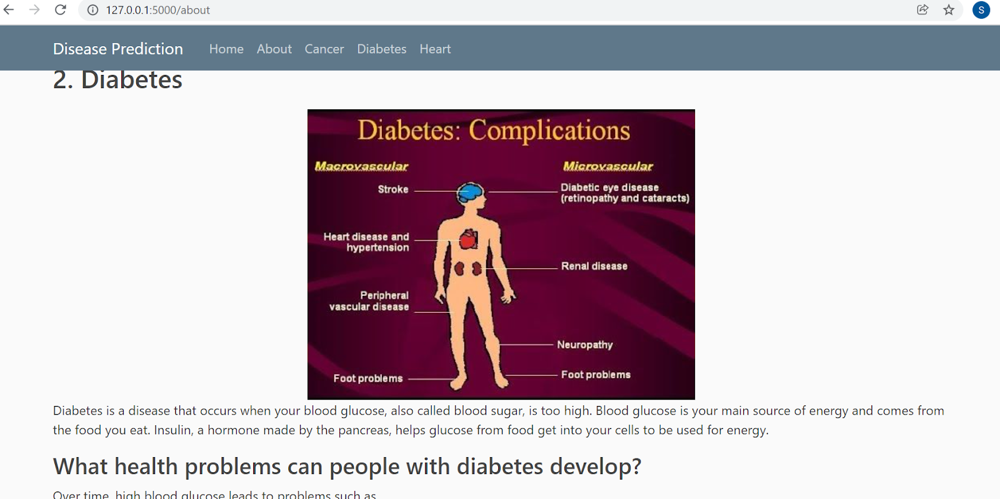 127.0.0.1:5000/about
S
Disease Prediction Home About Cancer Diabetes Heart
2. Diabetes
Diabetes: Complications
Macrovascular
Stroke
Heart disease and
hypertension
Peripheral
vascular disease
Foot problems
Microvascular
Diabetic eye disease
(retinopathy and cataracts)
Renal disease
Neuropathy
Foot problems
Diabetes is a disease that occurs when your blood glucose, also called blood sugar, is too high. Blood glucose is your main source of energy and comes from
the food you eat. Insulin, a hormone made by the pancreas, helps glucose from food get into your cells to be used for energy.
What health problems can people with diabetes develop?
Over time, high blood glucose leads to problems such as